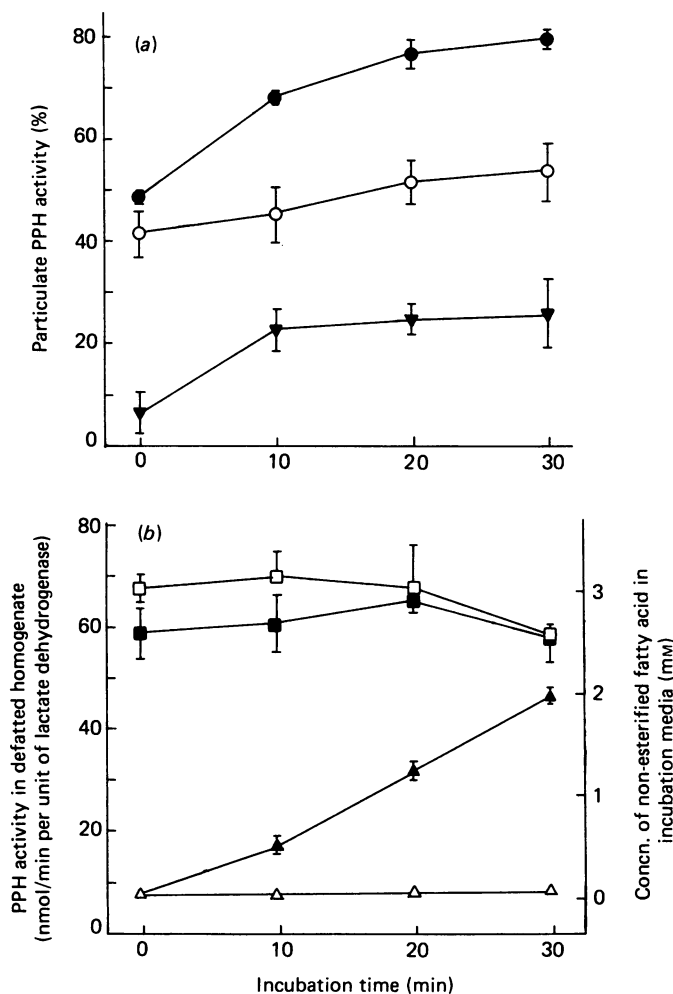 (a)
Particulate PPH activity (%)
80
60
40
20
0
0 10 20 30
(b)
PPH activity in defatted homogenate
(nmol/min per unit of lactate dehydrogenase)
80
60
40
20
0
Concn. of non-esterified fatty acid in
incubation media (mM)
3
2
1
0
0 10 20 30
Incubation time (min)